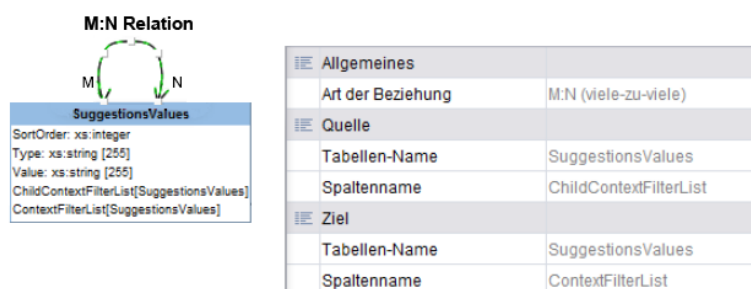 M:N Relation
M
N
SuggestionsValues
SortOrder: xs:integer
Type: xs:string [255]
Value: xs:string [255]
ChildContextFilterList[SuggestionsValues]
ContextFilterList[SuggestionsValues]
Allgemeines
Art der Beziehung M:N (viele-zu-viele)
Quelle
Tabellen-Name SuggestionsValues
Spaltenname ChildContextFilterList
Ziel
Tabellen-Name SuggestionsValues
Spaltenname ContextFilterList